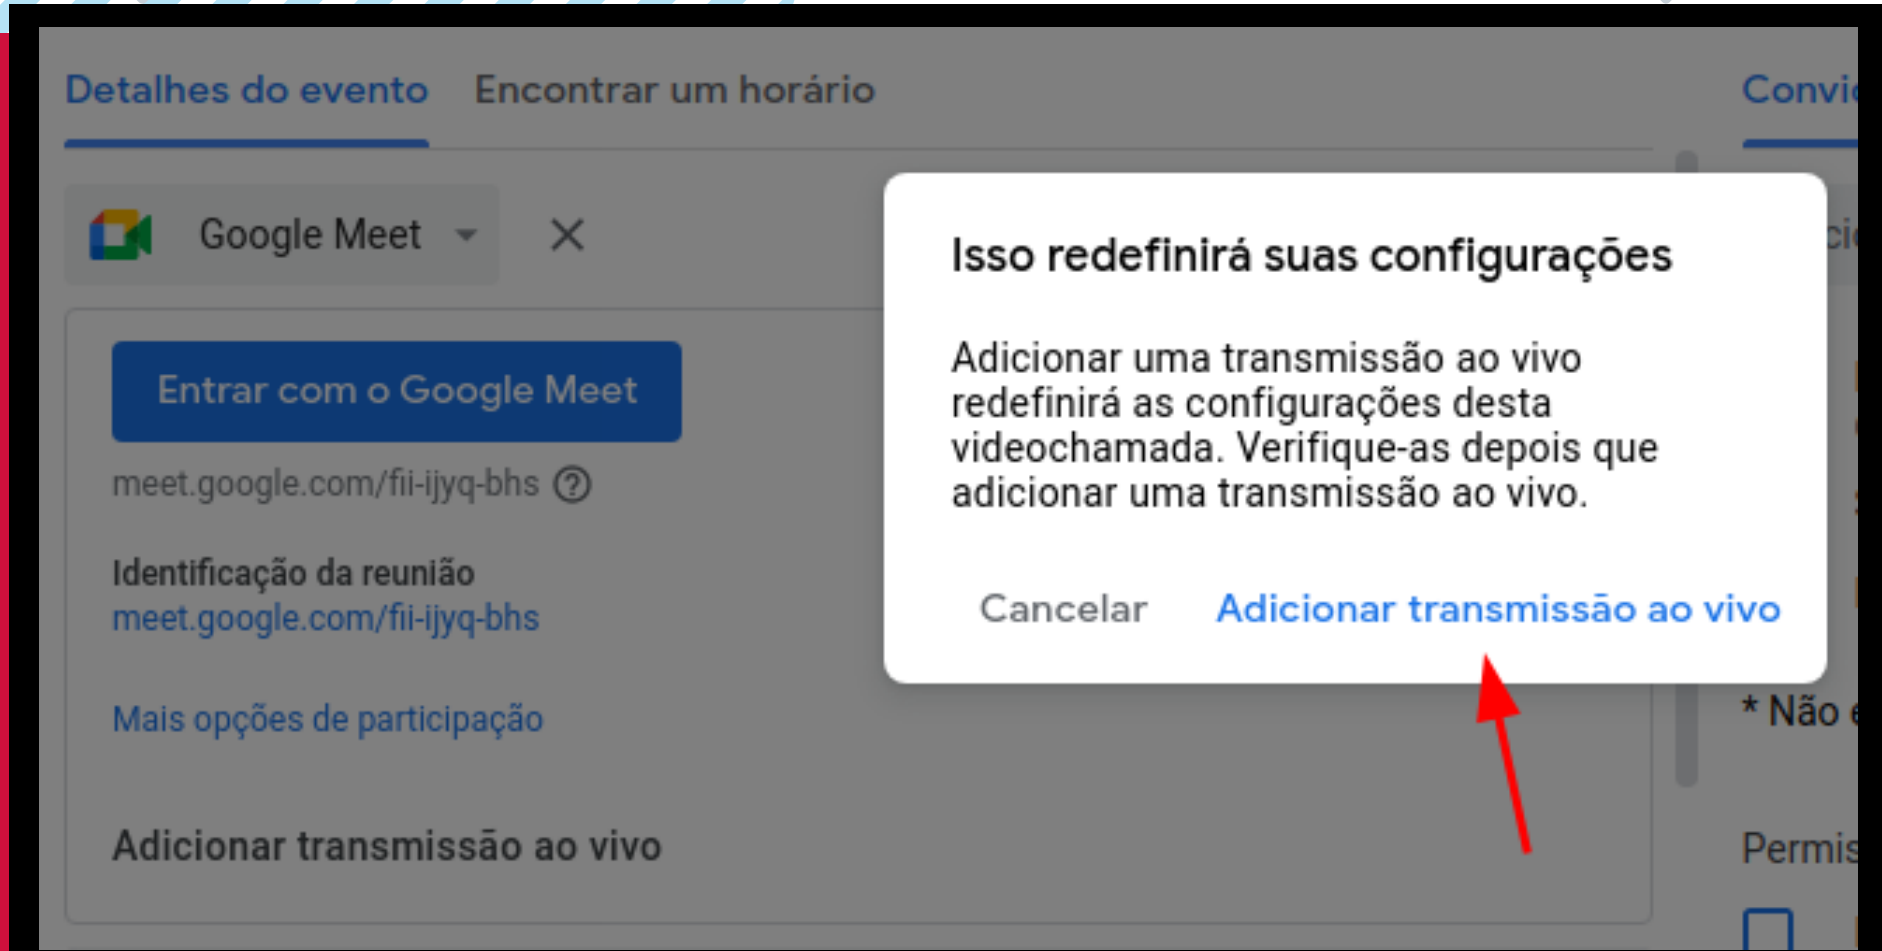 Detalhes do evento
Encontrar um horário
Google Meet
Entrar com o Google Meet
meet.google.com/fii-ijyq-bhs
Identificação da reunião
meet.google.com/fii-ijyq-bhs
Mais opções de participação
Adicionar transmissão ao vivo
Isso redefinirá suas configurações
Adicionar uma transmissão ao vivo
redefinirá as configurações desta
videochamada. Verifique-as depois que
adicionar uma transmissão ao vivo.
Cancelar
Adicionar transmissão ao vivo
* Não